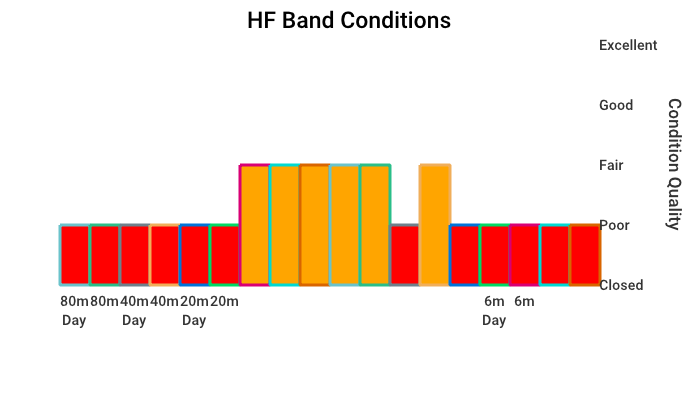 HF Band Conditions
Excellent
Good
Fair
Poor
Closed
Condition Quality
80m 80m 40m 40m 20m 20m 6m 6m
Day Day Day Day